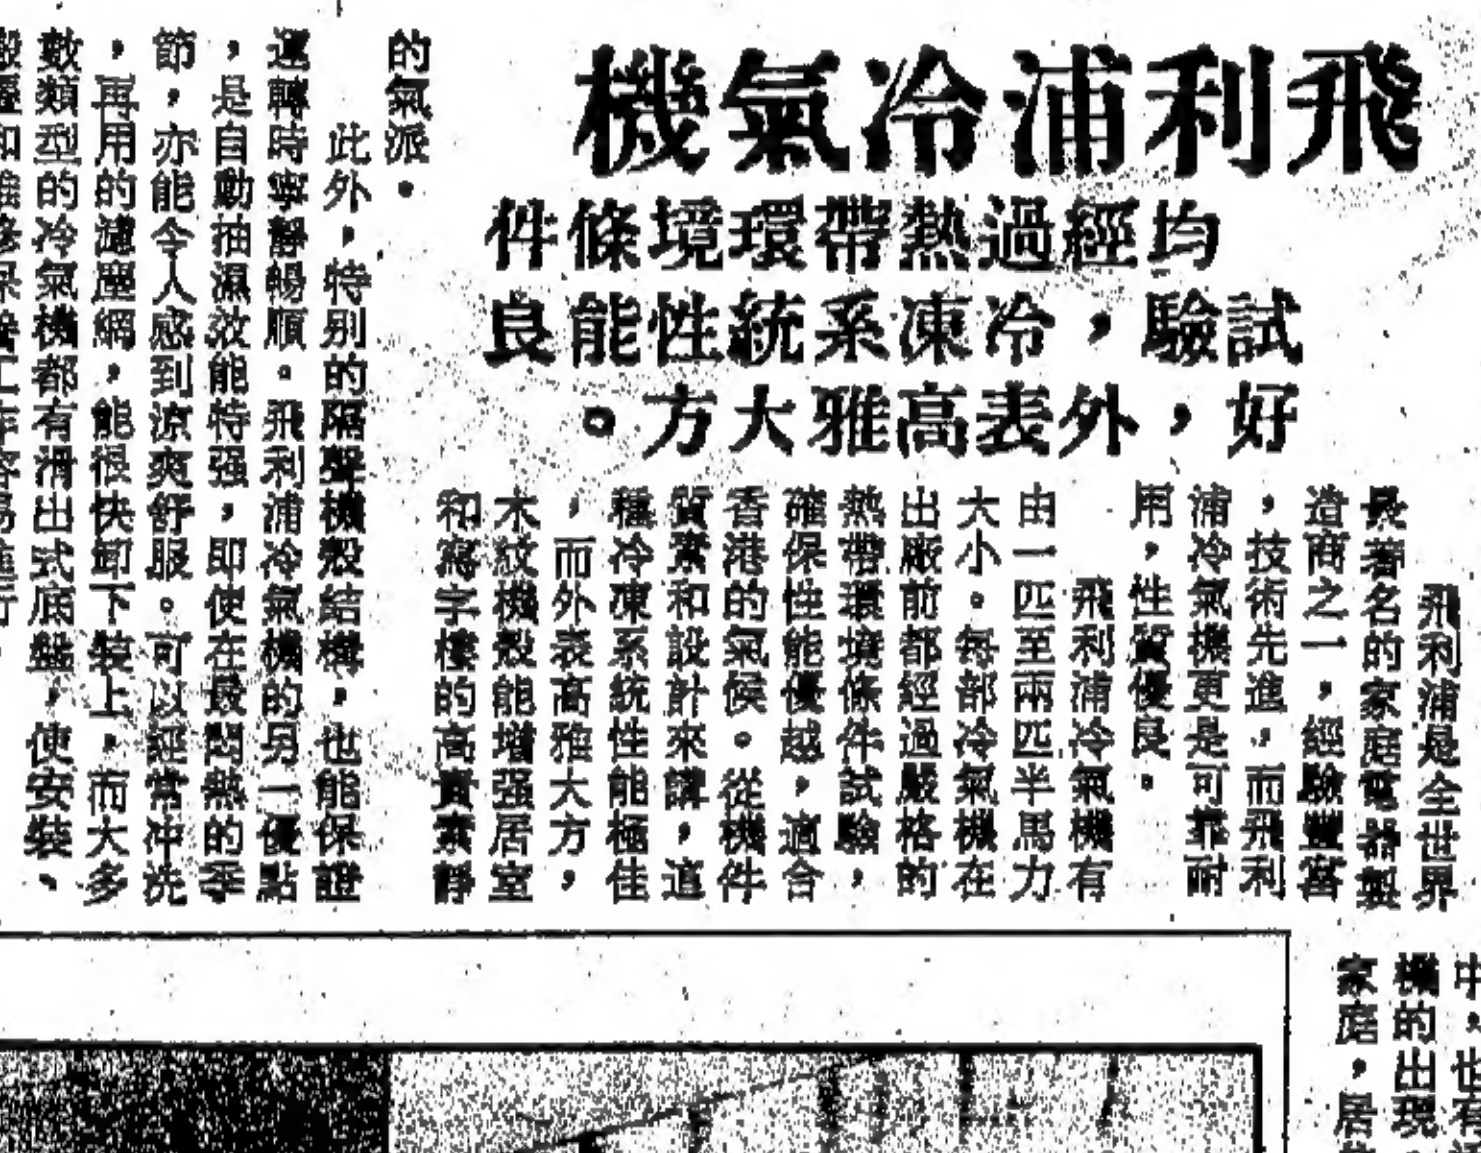 飛利浦冷氣機
均經過熱帶環境條件
試驗，冷凍系統性能良
好，外表高雅大方。
飛利浦是全世界
最著名的家庭電器製
造商之一，經驗豐富
，技術先進，而飛利
浦冷氣機更是可靠耐
用，性質優良。
飛利浦冷氣機有
由一匹至兩匹半馬力
大小。每部冷氣機在
出廠前都經過嚴格的
熱帶環境條件試驗，
確保性能優越，適合
香港的氣候。從機件
質素和設計來講，這
種冷凍系統性能極佳
，而外表高雅大方，
木紋機殼能增强居室
和寫字樓的高貴素靜
的氣派。
此外，特别的隔聲機殼結構，也能保證
運轉時寧靜暢順。飛利浦冷氣機的另一優點
，是自動抽濕效能特强，即使在最悶熱的季
節，亦能令人感到涼爽舒服。可以經常冲洗
，再用的濾塵網，能很快卸下裝上，而大多
數類型的冷氣機都有滑出式底盤，使安裝、
中，也有
機的出現
家庭，居